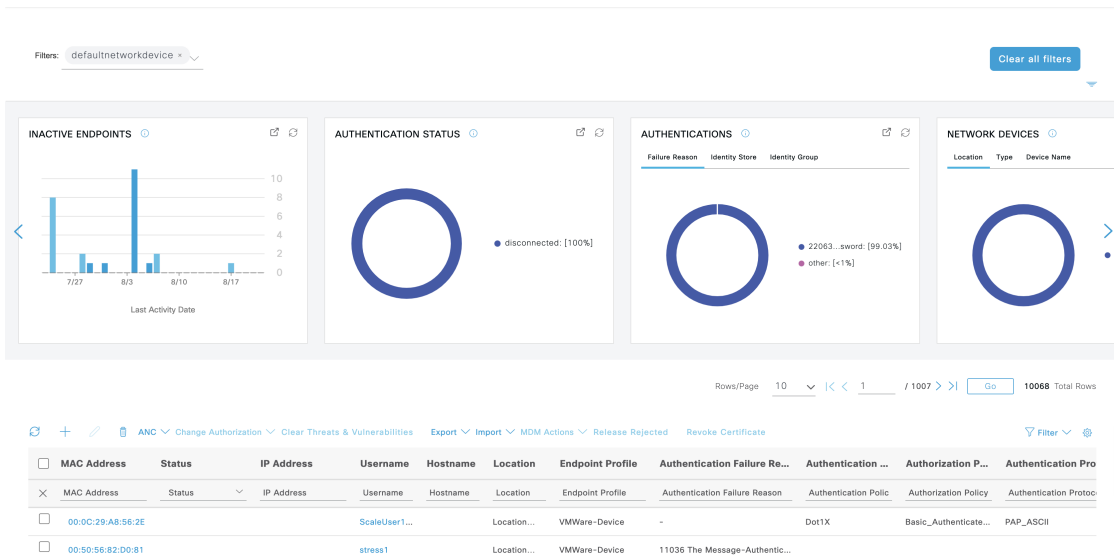 Filters: defaultnetworkdevice ×
Clear all filters
INACTIVE ENDPOINTS
10
8
6
4
2
0
7/27 8/3 8/10 8/17
Last Activity Date
AUTHENTICATION STATUS
disconnected: [100%]
AUTHENTICATIONS
Failure Reason Identity Store Identity Group
22063...sword: [99.03%]
other: [<1%]
NETWORK DEVICES
Location Type Device Name
Rows/Page 10 1 / 1007 Go 10068 Total Rows
ANC Change Authorization Clear Threats & Vulnerabilities Export Import MDM Actions Release Rejected Revoke Certificate Filter
MAC Address Status IP Address Username Hostname Location Endpoint Profile Authentication Failure Re... Authentication ... Authorization P... Authentication Pro
MAC Address Status IP Address Username Hostname Location Endpoint Profile Authentication Failure Reason Authentication Polic Authorization Policy Authentication Protoc
00:0C:29:A8:56:2E ScaleUser1... Location... VMWare-Device - Dot1X Basic_Authenticate... PAP_ASCII
00:50:56:82:D0:81 stress1 Location... VMWare-Device 11036 The Message-Authentic...